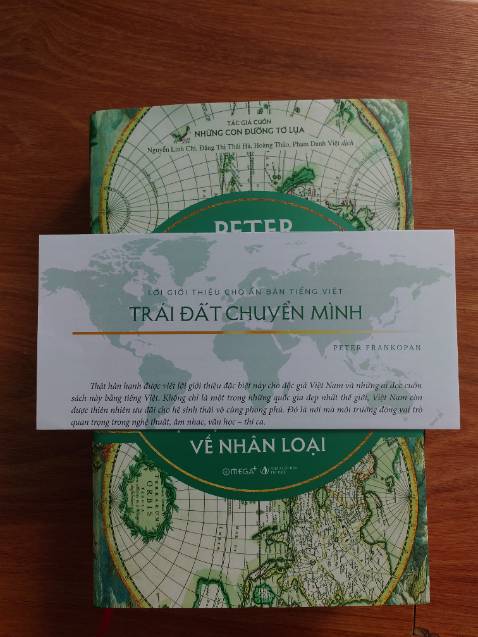 TÁC GIẢ CUỐN
NHỮNG CON ĐƯỜNG TƠ LỤA
Nguyễn Linh Chi, Đặng Thị Thái Hà, Hoàng Thảo, Phạm Danh Việt dịch
PETER
LỜI GIỚI THIỆU CHO ẤN BẢN TIẾNG VIỆT
TRÁI ĐẤT CHUYỂN MÌNH
PETER FRANKOPAN
Thật hân hạnh được viết lời giới thiệu đặc biệt này cho độc giả Việt Nam và những ai đọc cuốn
sách này bằng tiếng Việt. Không chỉ là một trong những quốc gia đẹp nhất thế giới, Việt Nam còn
được thiên nhiên ưu đãi cho hệ sinh thái vô cùng phong phú. Đó là nơi mà môi trường đóng vai trò
quan trọng trong nghệ thuật, âm nhạc, văn học – thi ca.
VỀ NHÂN LOẠI
OMEGA+
ORBIS